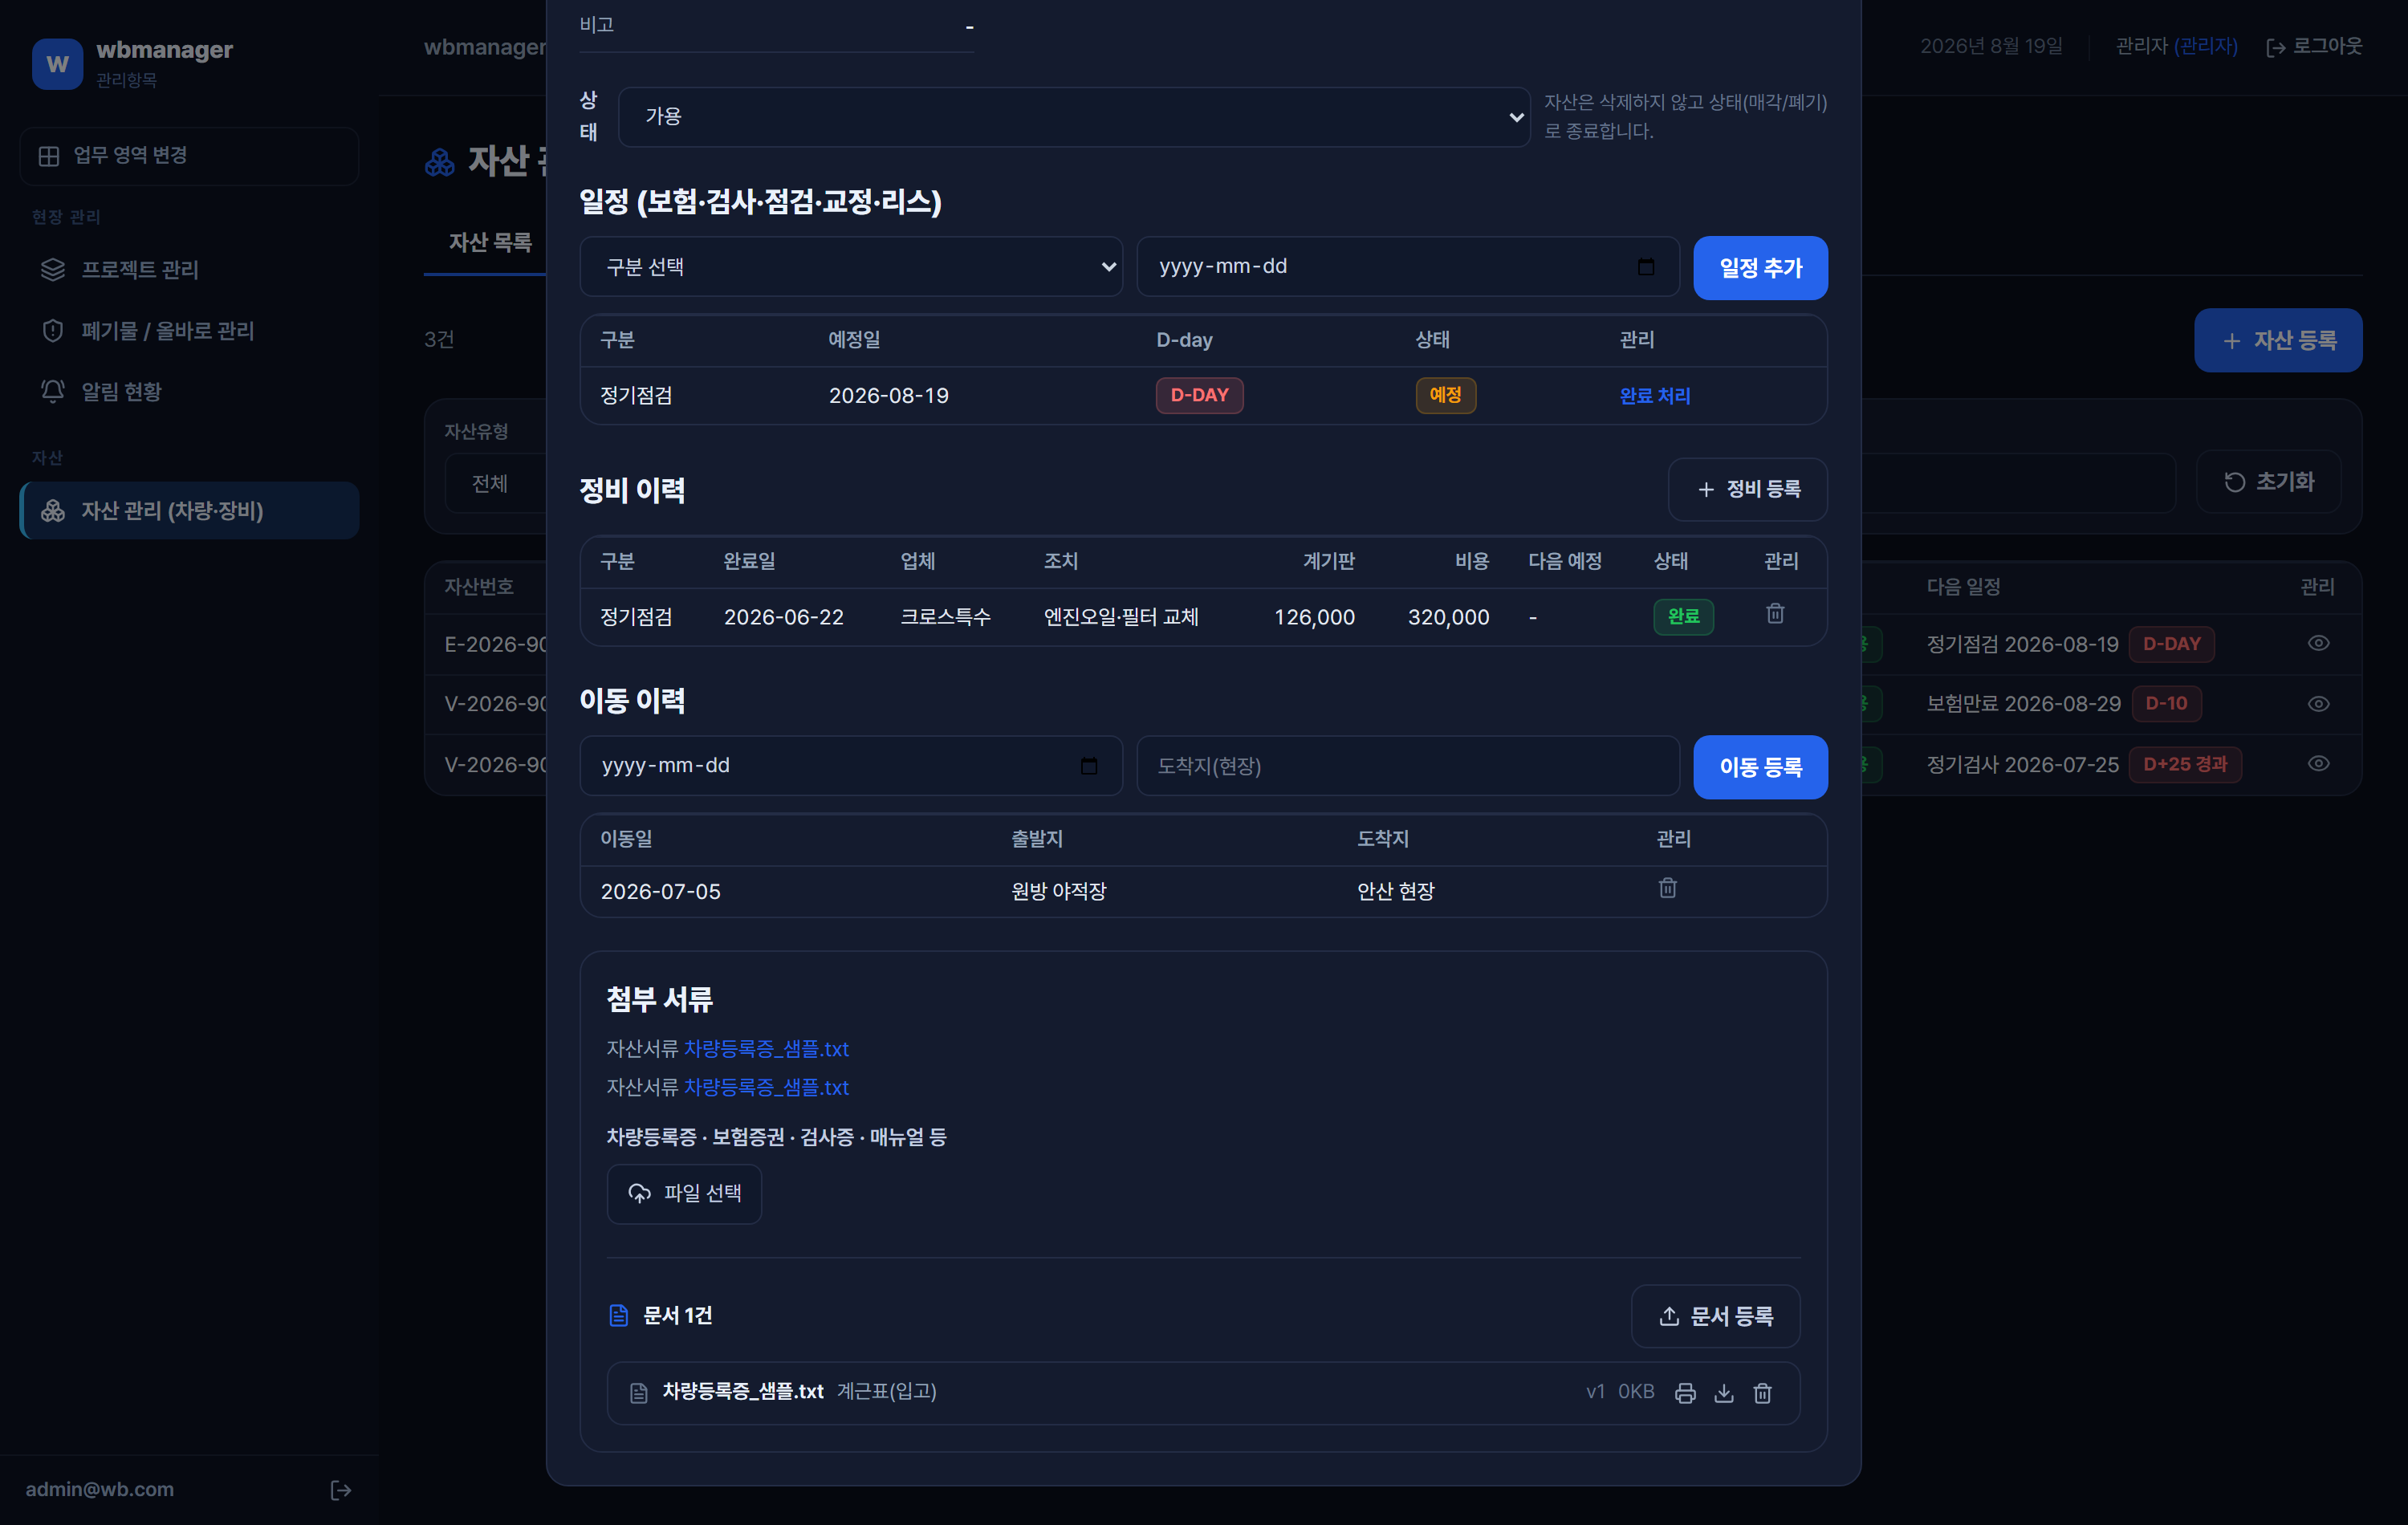 W
wbmanager
관리항목
업무 영역 변경
현장 관리
프로젝트 관리
폐기물 / 올바로 관리
알림 현황
자산
자산 관리 (차량·장비)
admin@wb.com
wbmanager
2026년 8월 19일
관리자 (관리자)
로그아웃
자산
자산 목록
3건
자산 등록
자산유형
전체
초기화
자산번호
다음 일정
관리
E-2026-90
정기점검 2026-08-19
D-DAY
V-2026-90
보험만료 2026-08-29
D-10
V-2026-90
정기검사 2026-07-25
D+25 경과
비고
-
상태
가용
자산은 삭제하지 않고 상태(매각/폐기)
로 종료합니다.
일정 (보험·검사·점검·교정·리스)
구분 선택
yyyy-mm-dd
일정 추가
구분 예정일 D-day 상태 관리
정기점검 2026-08-19 D-DAY 예정 완료 처리
정비 이력
정비 등록
구분 완료일 업체 조치 계기판 비용 다음 예정 상태 관리
정기점검 2026-06-22 크로스특수 엔진오일·필터 교체 126,000 320,000 - 완료
이동 이력
yyyy-mm-dd
도착지(현장)
이동 등록
이동일 출발지 도착지 관리
2026-07-05 원방 야적장 안산 현장
첨부 서류
자산서류 차량등록증_샘플.txt
자산서류 차량등록증_샘플.txt
차량등록증 · 보험증권 · 검사증 · 매뉴얼 등
파일 선택
문서 1건
문서 등록
차량등록증_샘플.txt 계근표(입고) v1 0KB